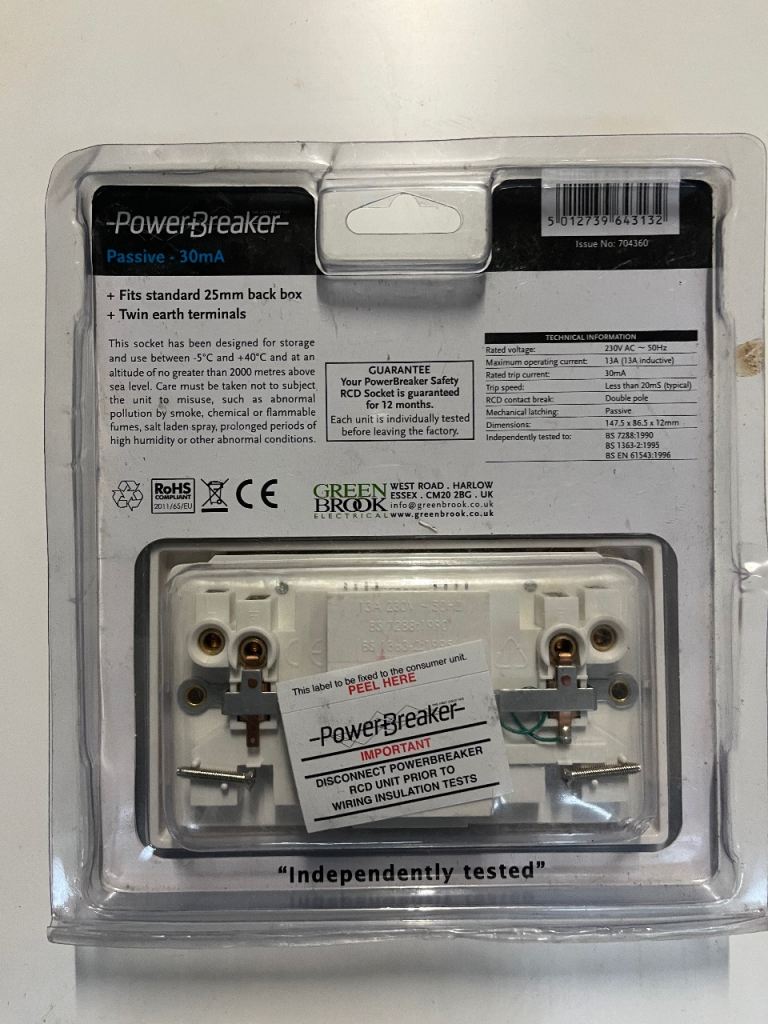 PowerBreaker
Passive - 30mA
5 012739 643132
Issue No: 704360
+ Fits standard 25mm back box
+ Twin earth terminals
This socket has been designed for storage
and use between -5°C and +40°C and at an
altitude of no greater than 2000 metres above
sea level. Care must be taken not to subject
the unit to misuse, such as abnormal
pollution by smoke, chemical or flammable
fumes, salt laden spray, prolonged periods of
high humidity or other abnormal conditions.
GUARANTEE
Your PowerBreaker Safety
RCD Socket is guaranteed
for 12 months.
Each unit is individually tested
before leaving the factory.
TECHNICAL INFORMATION
Rated voltage: 230V AC ~ 50Hz
Maximum operating current: 13A (13A inductive)
Rated trip current: 30mA
Trip speed: Less than 20mS (typical)
RCD contact break: Double pole
Mechanical latching: Passive
Dimensions: 147.5 x 86.5 x 12mm
Independently tested to: BS 7288:1990
BS 1363-2:1995
BS EN 61543:1996
RoHS
COMPLIANT
2011/65/EU
CE
GREEN
BROOK
ELECTRICAL
WEST ROAD . HARLOW
ESSEX . CM20 2BG . UK
info@greenbrook.co.uk
www.greenbrook.co.uk
13A 230V ~ 50Hz
This label to be fixed to the consumer unit.
PEEL HERE
PowerBreaker
IMPORTANT
DISCONNECT POWERBREAKER
RCD UNIT PRIOR TO
WIRING INSULATION TESTS
"Independently tested"